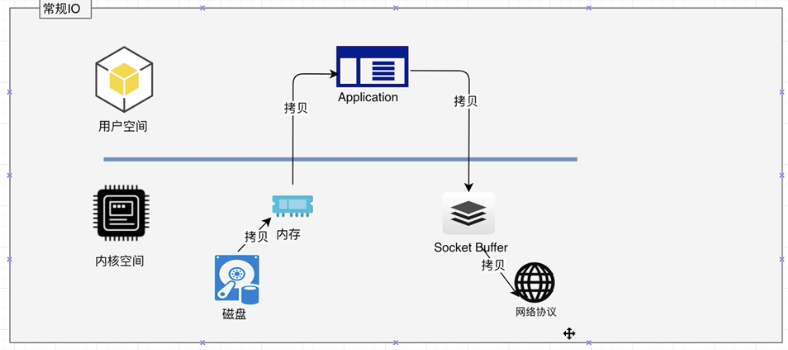 常规IO
Application
拷贝
拷贝
用户空间
内核空间
内存
拷贝
磁盘
Socket Buffer
拷贝
网络协议